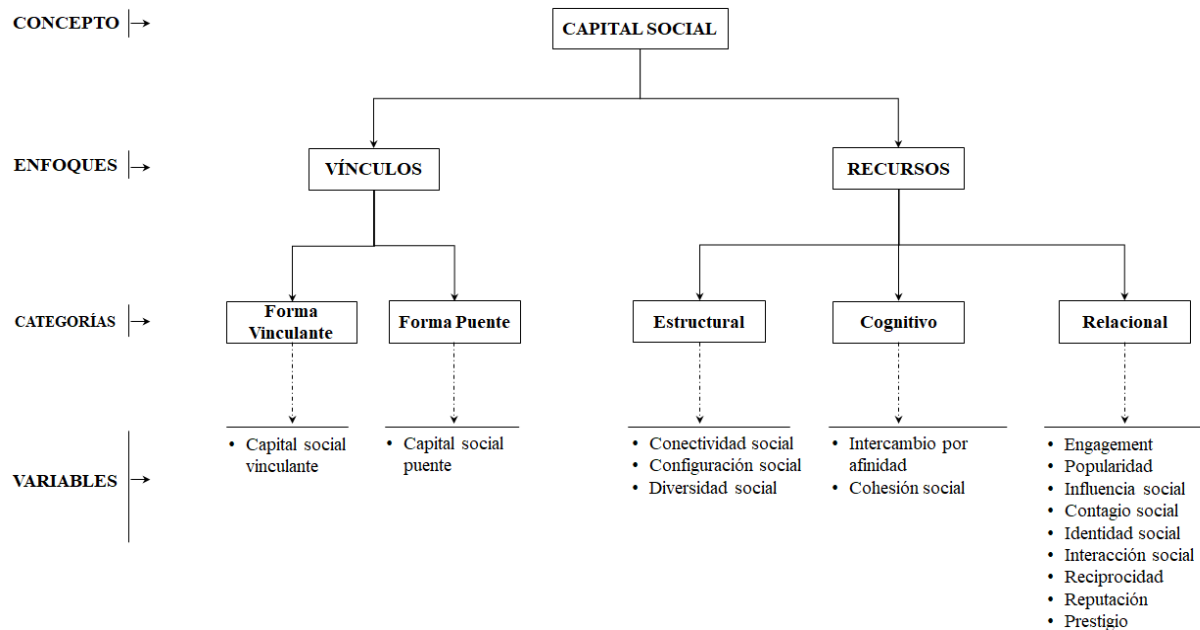 CONCEPTO
CAPITAL SOCIAL
ENFOQUES
VÍNCULOS
RECURSOS
CATEGORÍAS
Forma
Vinculante
Forma Puente
Estructural
Cognitivo
Relacional
VARIABLES
• Capital social
vinculante
• Capital social
puente
• Conectividad social
• Configuración social
• Diversidad social
• Intercambio por
afinidad
• Cohesión social
• Engagement
• Popularidad
• Influencia social
• Contagio social
• Identidad social
• Interacción social
• Reciprocidad
• Reputación
• Prestigio